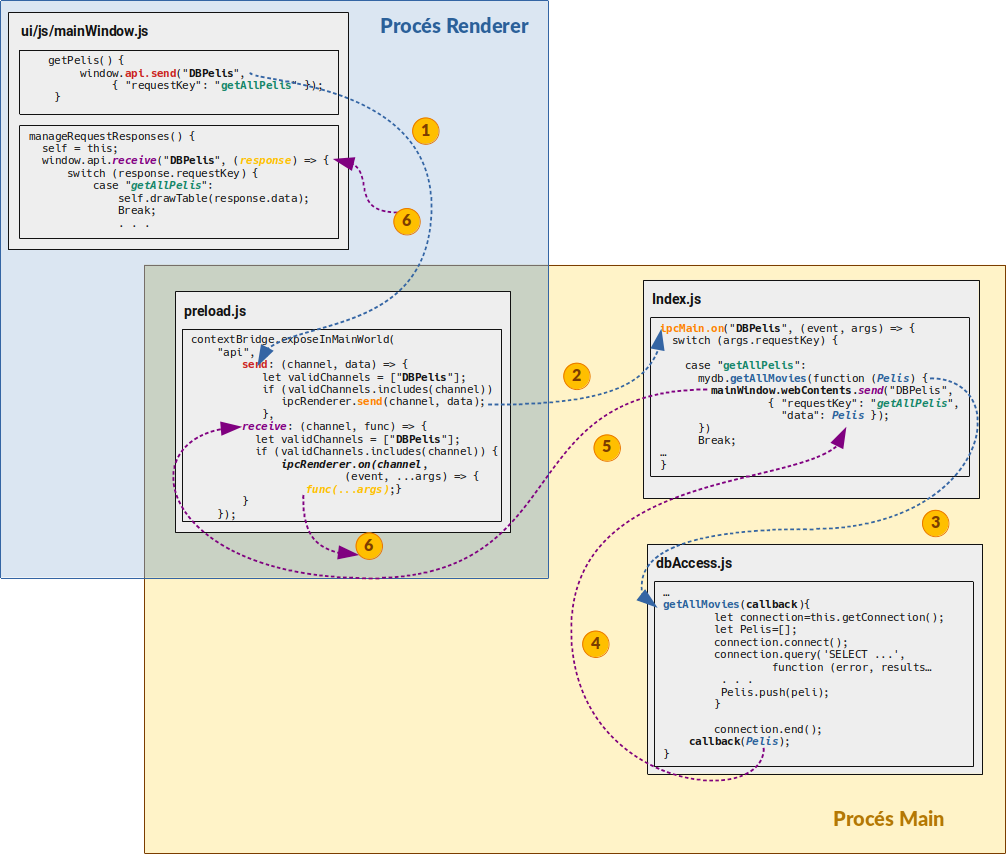 Procés Renderer
ui/js/mainWindow.js
getPelis() {
window.api.send("DBPelis",
{ "requestKey": "getAllPelis" });
}
manageRequestResponses() {
self = this;
window.api.receive("DBPelis", (response) => {
switch (response.requestKey) {
case "getAllPelis":
self.drawTable(response.data);
Break;
. . .
1
6
preload.js
contextBridge.exposeInMainWorld(
"api",
send: (channel, data) => {
let validChannels = ["DBPelis"];
if (validChannels.includes(channel))
ipcRenderer.send(channel, data);
},
receive: (channel, func) => {
let validChannels = ["DBPelis"];
if (validChannels.includes(channel)) {
ipcRenderer.on(channel,
(event, ...args) => {
func(...args);}
}
});
6
2
5
Index.js
ipcMain.on("DBPelis", (event, args) => {
switch (args.requestKey) {
case "getAllPelis":
mydb.getAllMovies(function (Pelis) {
mainWindow.webContents.send("DBPelis",
{ "requestKey": "getAllPelis",
"data": Pelis });
})
Break;
…
}
3
4
dbAccess.js
…
getAllMovies(callback){
let connection=this.getConnection();
let Pelis=[];
connection.connect();
connection.query('SELECT ...',
function (error, results…
. . .
Pelis.push(peli);
}
connection.end();
callback(Pelis);
}
Procés Main